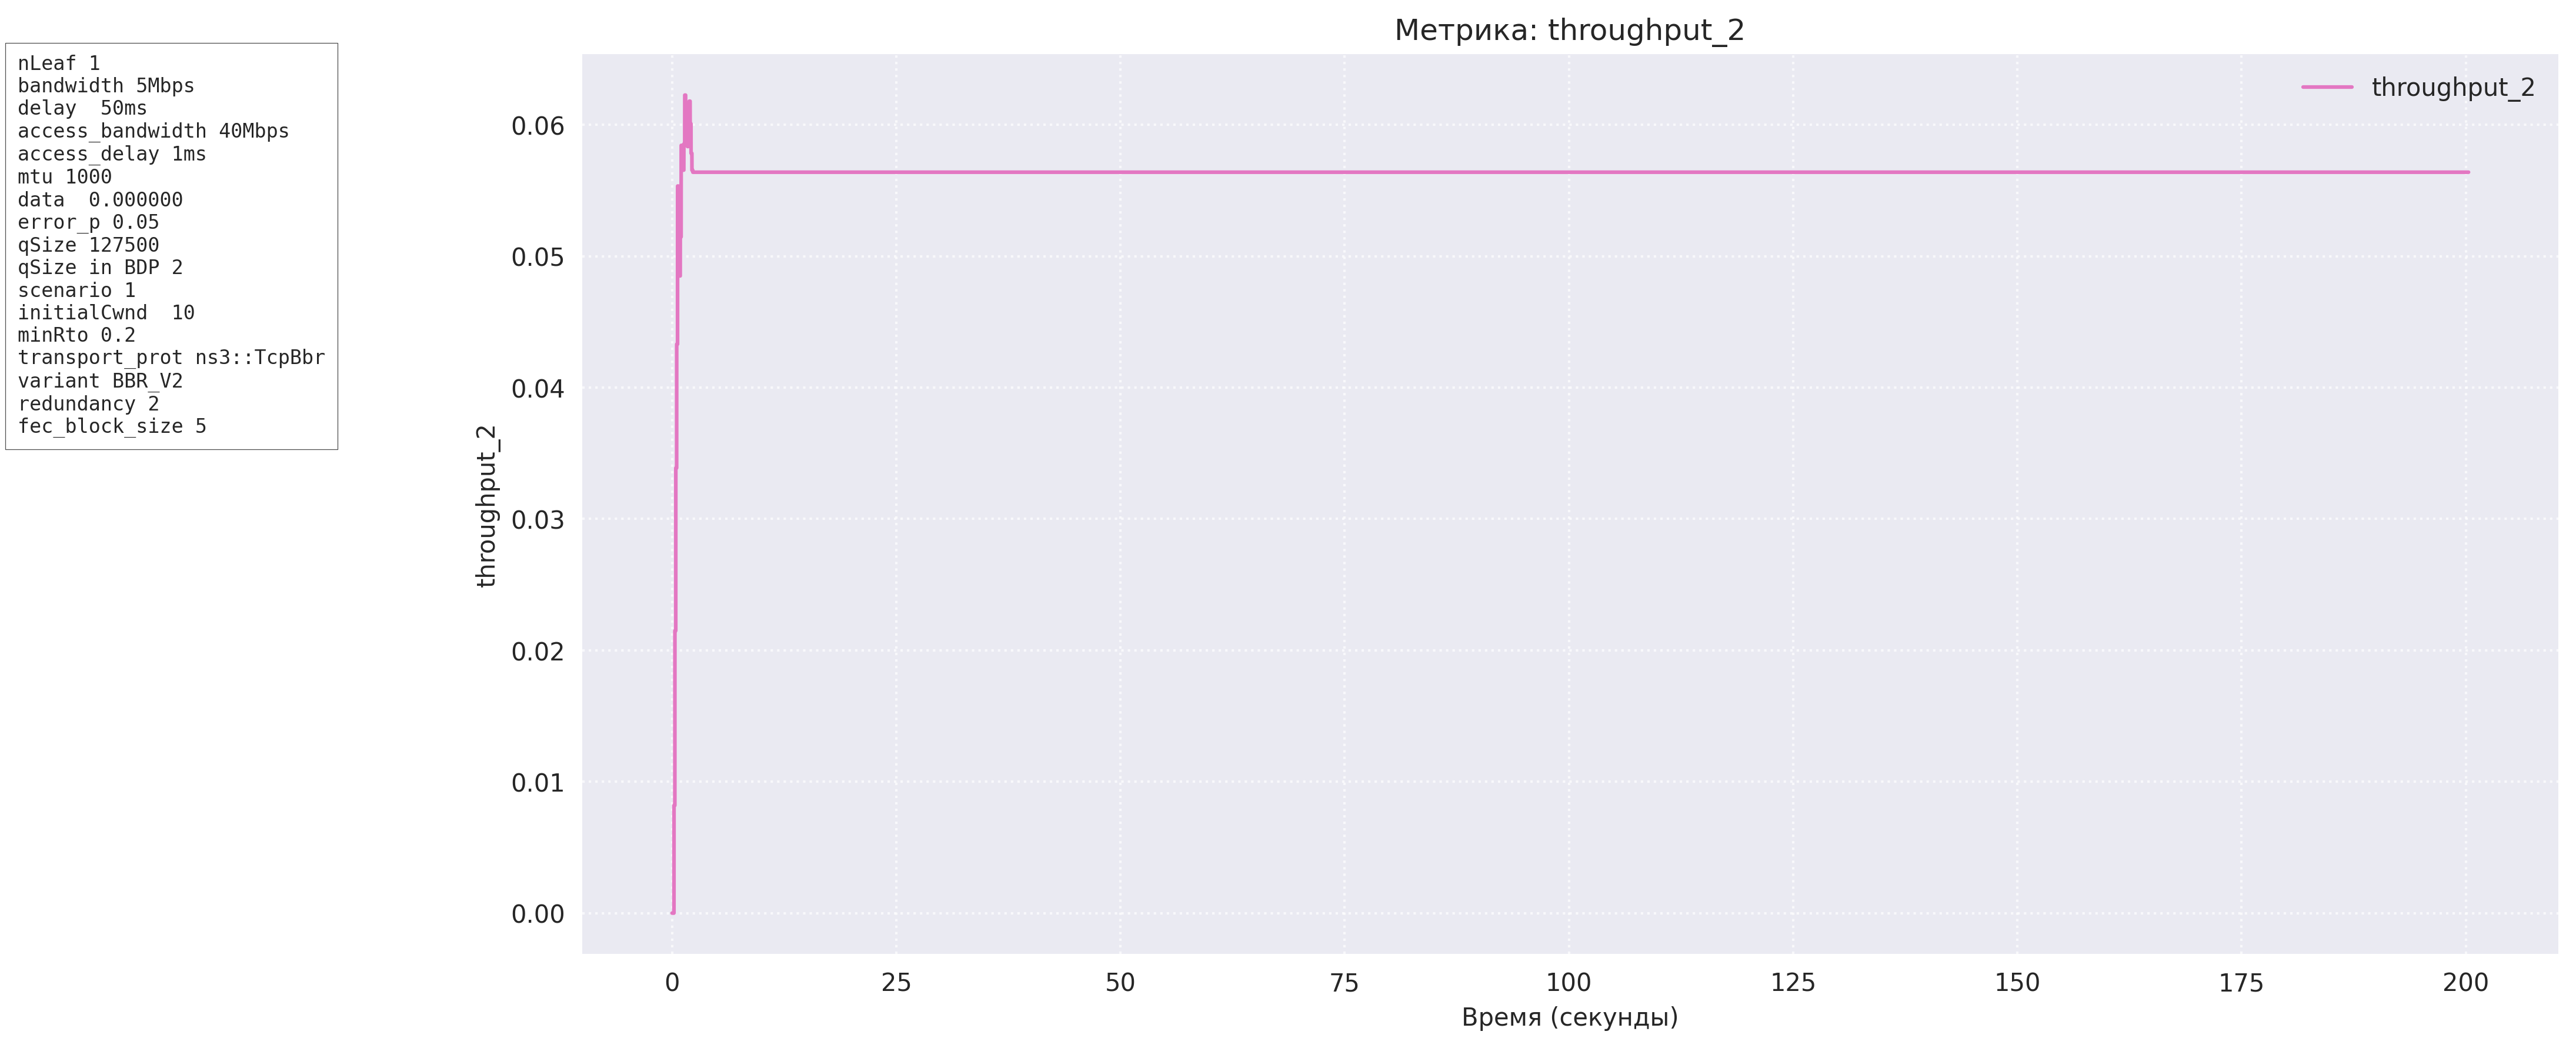 Метрика: throughput_2
nLeaf 1
bandwidth 5Mbps
delay  50ms
access_bandwidth 40Mbps
access_delay 1ms
mtu 1000
data  0.000000
error_p 0.05
qSize 127500
qSize in BDP 2
scenario 1
initialCwnd  10
minRto 0.2
transport_prot ns3::TcpBbr
variant BBR_V2
redundancy 2
fec_block_size 5
throughput_2
throughput_2
0.06
0.05
0.04
0.03
0.02
0.01
0.00
0 25 50 75 100 125 150 175 200
Время (секунды)